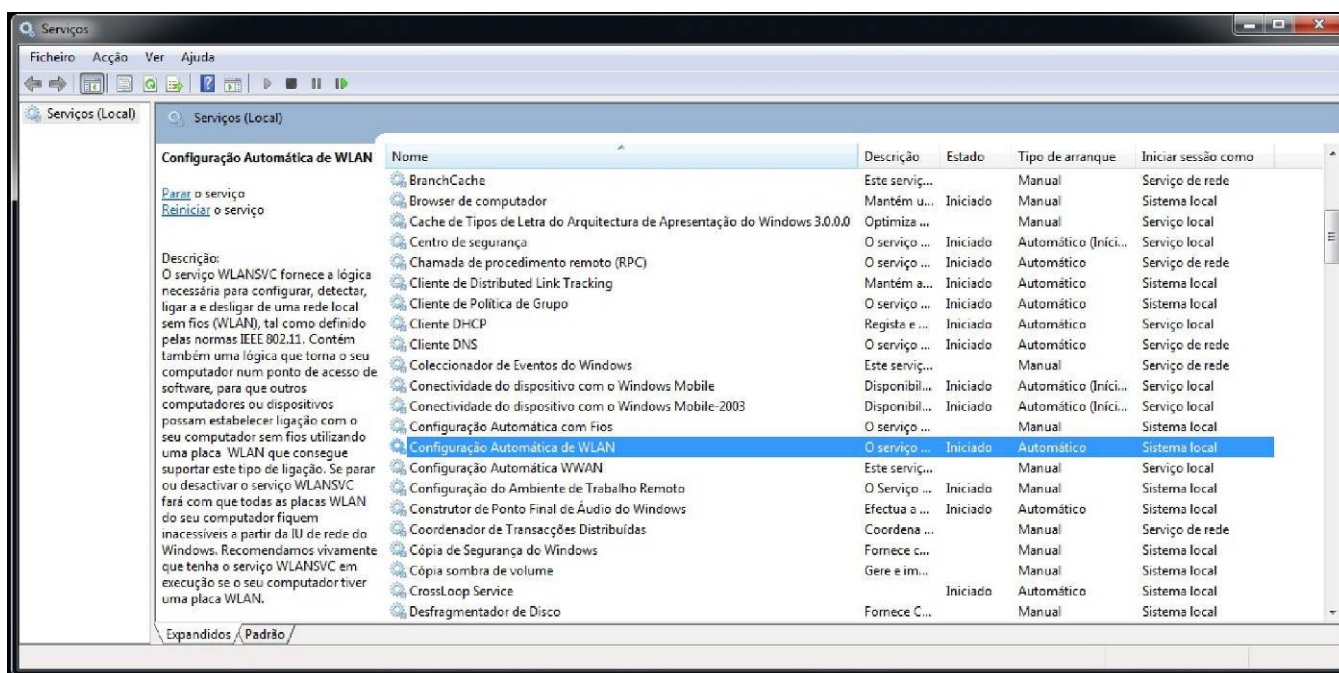 Serviços
Ficheiro Acção Ver Ajuda
Serviços (Local)
Serviços (Local)
Configuração Automática de WLAN
Parar o serviço
Reiniciar o serviço
Descrição:
O serviço WLANSVC fornece a lógica
necessária para configurar, detectar,
ligar a e desligar de uma rede local
sem fios (WLAN), tal como definido
pelas normas IEEE 802.11. Contém
também uma lógica que torna o seu
computador num ponto de acesso de
software, para que outros
computadores ou dispositivos
possam estabelecer ligação com o
seu computador sem fios utilizando
uma placa WLAN que consegue
suportar este tipo de ligação. Se parar
ou desactivar o serviço WLANSVC
fará com que todas as placas WLAN
do seu computador fiquem
inacessíveis a partir da IU de rede do
Windows. Recomendamos vivamente
que tenha o serviço WLANSVC em
execução se o seu computador tiver
uma placa WLAN.
Nome Descrição Estado Tipo de arranque Iniciar sessão como
BranchCache Este serviç... Manual Serviço de rede
Browser de computador Mantém u... Iniciado Manual Sistema local
Cache de Tipos de Letra do Arquitectura de Apresentação do Windows 3.0.0.0 Optimiza ... Manual Serviço local
Centro de segurança O serviço ... Iniciado Automático (Iníci... Serviço local
Chamada de procedimento remoto (RPC) O serviço ... Iniciado Automático Serviço de rede
Cliente de Distributed Link Tracking Mantém a... Iniciado Automático Sistema local
Cliente de Política de Grupo O serviço ... Iniciado Automático Sistema local
Cliente DHCP Regista e ... Iniciado Automático Serviço local
Cliente DNS O serviço ... Iniciado Automático Serviço de rede
Coleccionador de Eventos do Windows Este serviç... Manual Serviço de rede
Conectividade do dispositivo com o Windows Mobile Disponibil... Iniciado Automático (Iníci... Serviço local
Conectividade do dispositivo com o Windows Mobile-2003 Disponibil... Iniciado Automático (Iníci... Serviço local
Configuração Automática com Fios O serviço ... Manual Sistema local
Configuração Automática de WLAN O serviço ... Iniciado Automático Sistema local
Configuração Automática WWAN Este serviç... Manual Serviço local
Configuração do Ambiente de Trabalho Remoto O Serviço ... Iniciado Manual Sistema local
Construtor de Ponto Final de Áudio do Windows Efectua a ... Iniciado Automático Sistema local
Coordenador de Transacções Distribuídas Coordena ... Manual Serviço de rede
Cópia de Segurança do Windows Fornece c... Manual Sistema local
Cópia sombra de volume Gere e im... Manual Sistema local
CrossLoop Service Iniciado Automático Sistema local
Desfragmentador de Disco Fornece C... Manual Sistema local
Expandidos Padrão